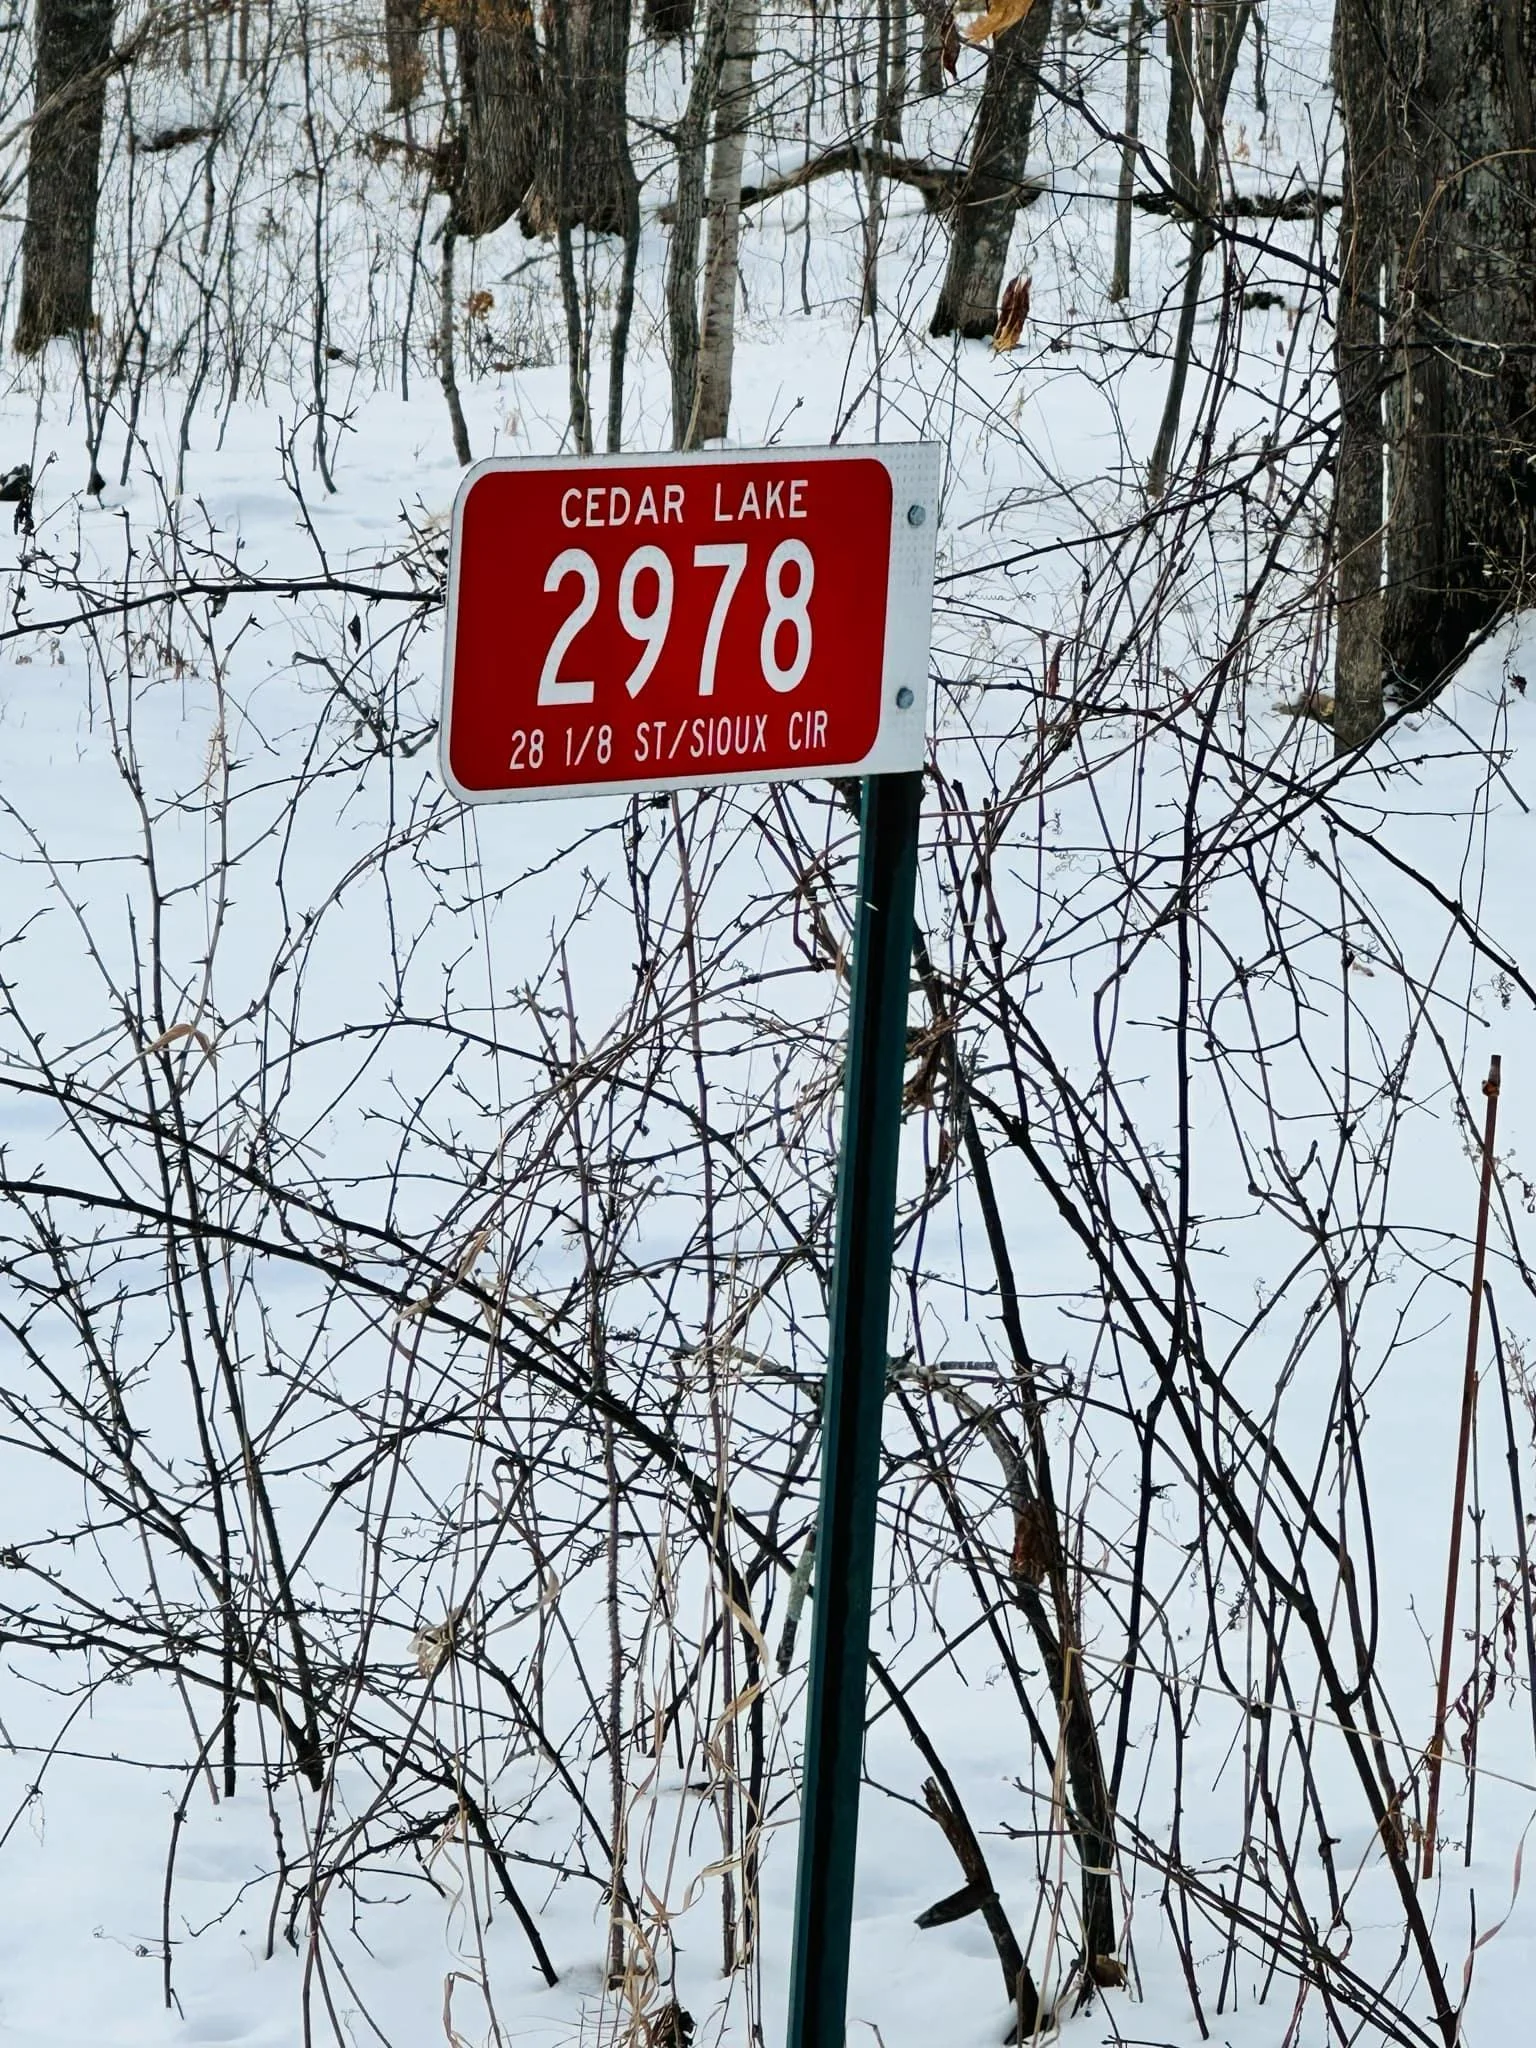 CEDAR LAKE
2978
28 1/8 ST/SIOUX CIR